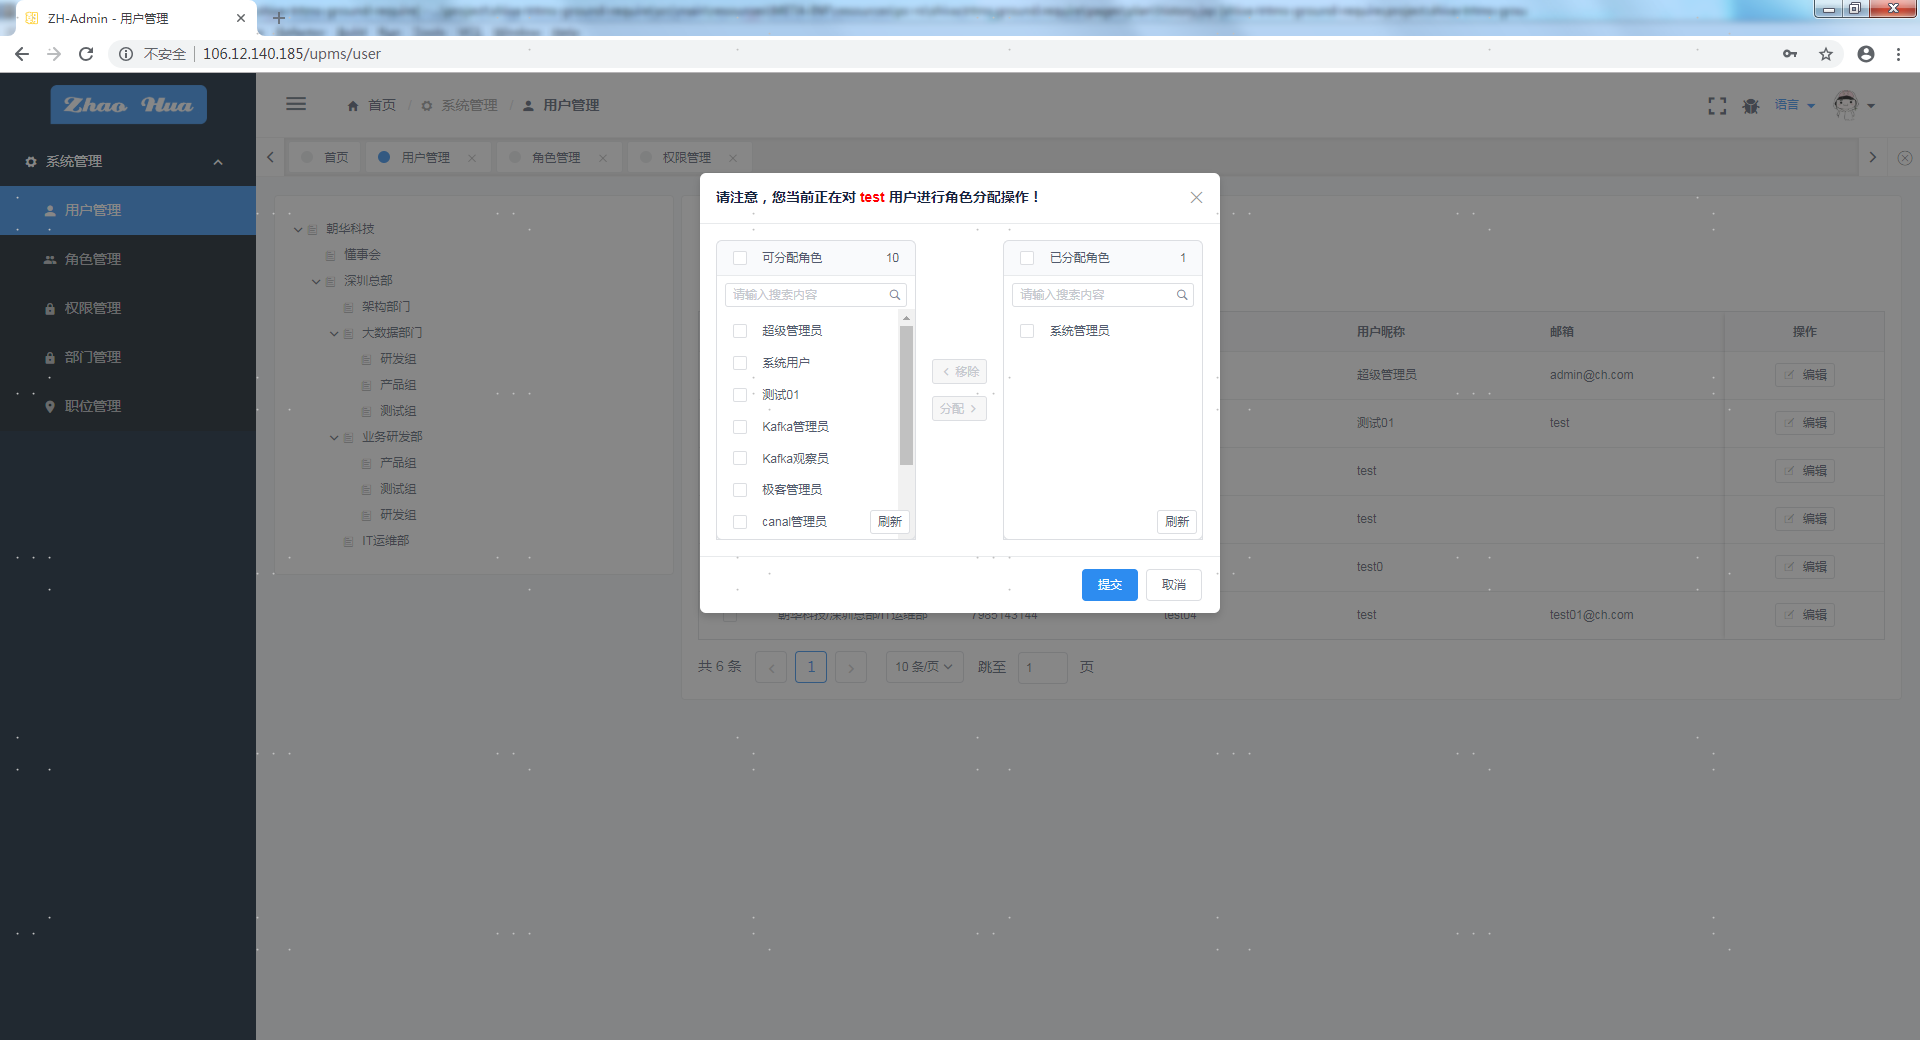 ZH-Admin - 用户管理
不安全 | 106.12.140.185/upms/user
Zhao Hua
首页 / 系统管理 / 用户管理
语言
系统管理
用户管理
角色管理
权限管理
部门管理
职位管理
首页 用户管理 角色管理 权限管理
朝华科技
懂事会
深圳总部
架构部门
大数据部门
研发组
产品组
测试组
业务研发部
产品组
测试组
研发组
IT运维部
请注意，您当前正在对 test 用户进行角色分配操作！
可分配角色 10
请输入搜索内容
超级管理员
系统用户
测试01
Kafka管理员
Kafka观察员
极客管理员
canal管理员
刷新
移除
分配
已分配角色 1
请输入搜索内容
系统管理员
刷新
提交 取消
用户昵称 邮箱 操作
超级管理员 admin@ch.com 编辑
测试01 test 编辑
test 编辑
test 编辑
test0 编辑
朝华科技/深圳总部/IT运维部 7985143144 test04 test test01@ch.com 编辑
共 6 条 1 10 条/页 跳至 1 页